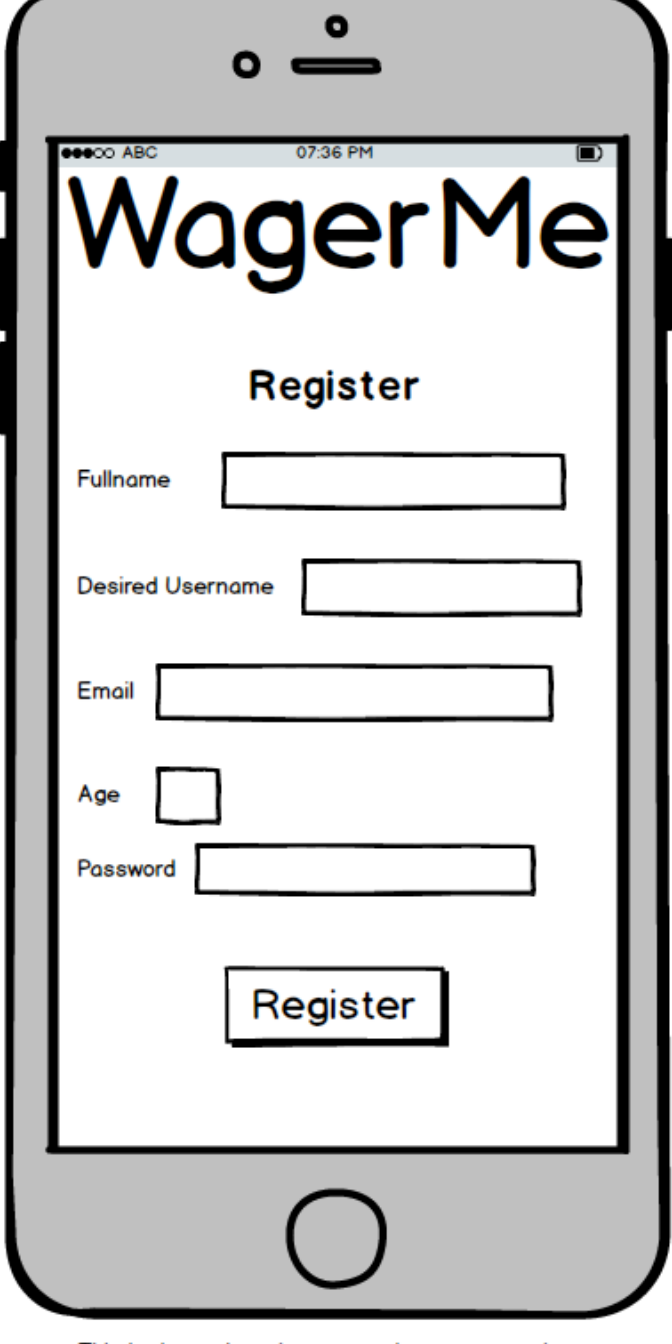 ABC 07:36 PM
WagerMe
Register
Fullname
Desired Username
Email
Age
Password
Register